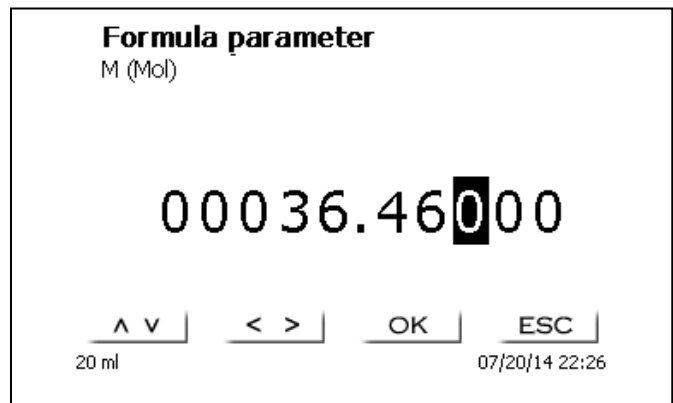 Formula parameter
M (Mol)
00036.46000
∧ ∨ < > OK ESC
20 ml 07/20/14 22:26